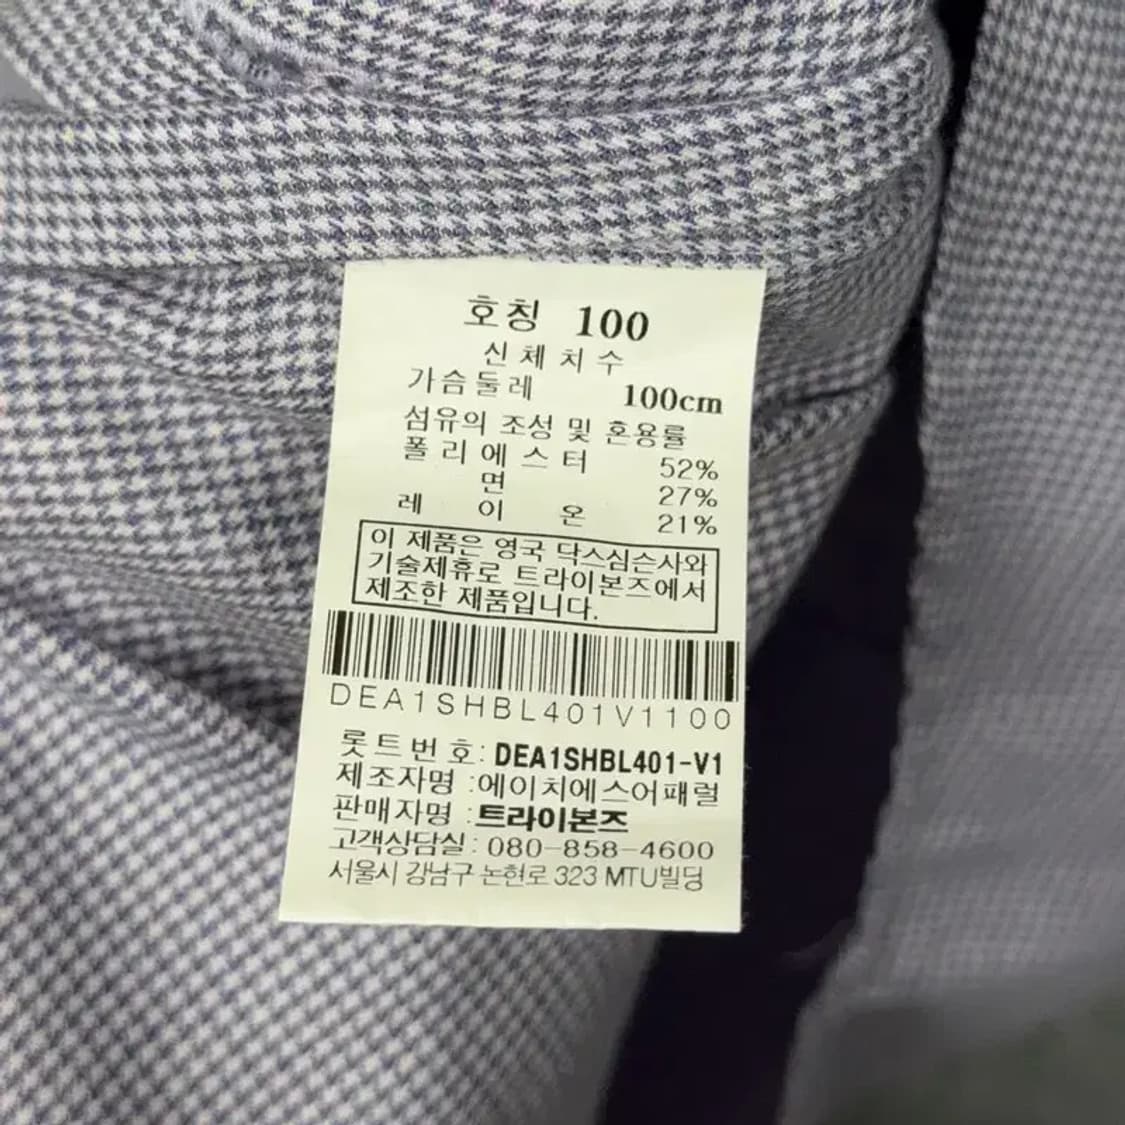 호칭 100
신체치수
가슴둘레 100cm
섬유의 조성 및 혼용률
폴리에스터 52%
면 27%
레이온 21%
이 제품은 영국 닥스심슨사와
기술제휴로 트라이본즈에서
제조한 제품입니다.
DEA1SHBL401V1100
롯트번호: DEA1SHBL401-V1
제조자명 :에이치에스어패럴
판매자명 :트라이본즈
고객상담실: 080-858-4600
서울시 강남구 논현로 323 MTU빌딩